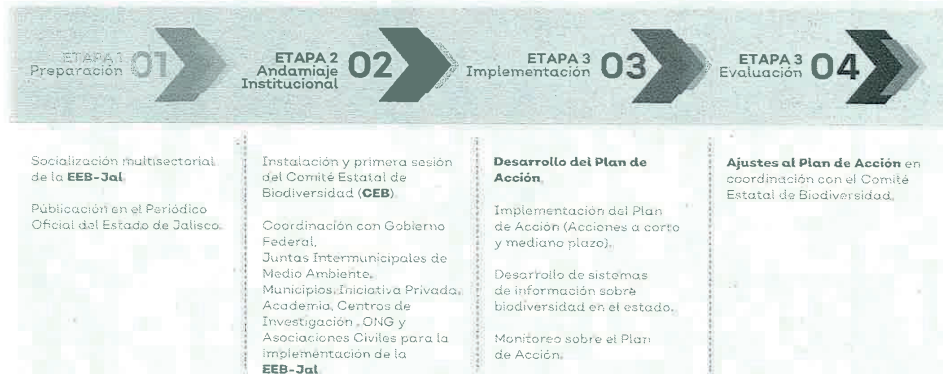 ETAPA 1
Preparación
01
ETAPA 2
Andamiaje
Institucional
02
ETAPA 3
Implementación
03
ETAPA 3
Evaluación
04
Socialización multisectorial
de la EEB-Jal.
Públicación en el Periódico
Oficial del Estado de Jalisco.
Instalación y primera sesión
del Comité Estatal de
Biodiversidad (CEB).
Coordinación con Gobierno
Federal,
Juntas Intermunicipales de
Medio Ambiente,
Municipios, Iniciativa Privada,
Academia, Centros de
Investigación , ONG y
Asociaciones Civiles para la
implementación de la
EEB-Jal.
Desarrollo del Plan de
Acción.
Implementación del Plan
de Acción (Acciones a corto
y mediano plazo).
Desarrollo de sistemas
de información sobre
biodiversidad en el estado.
Monitoreo sobre el Plan
de Acción.
Ajustes al Plan de Acción en
coordinación con el Comité
Estatal de Biodiversidad.